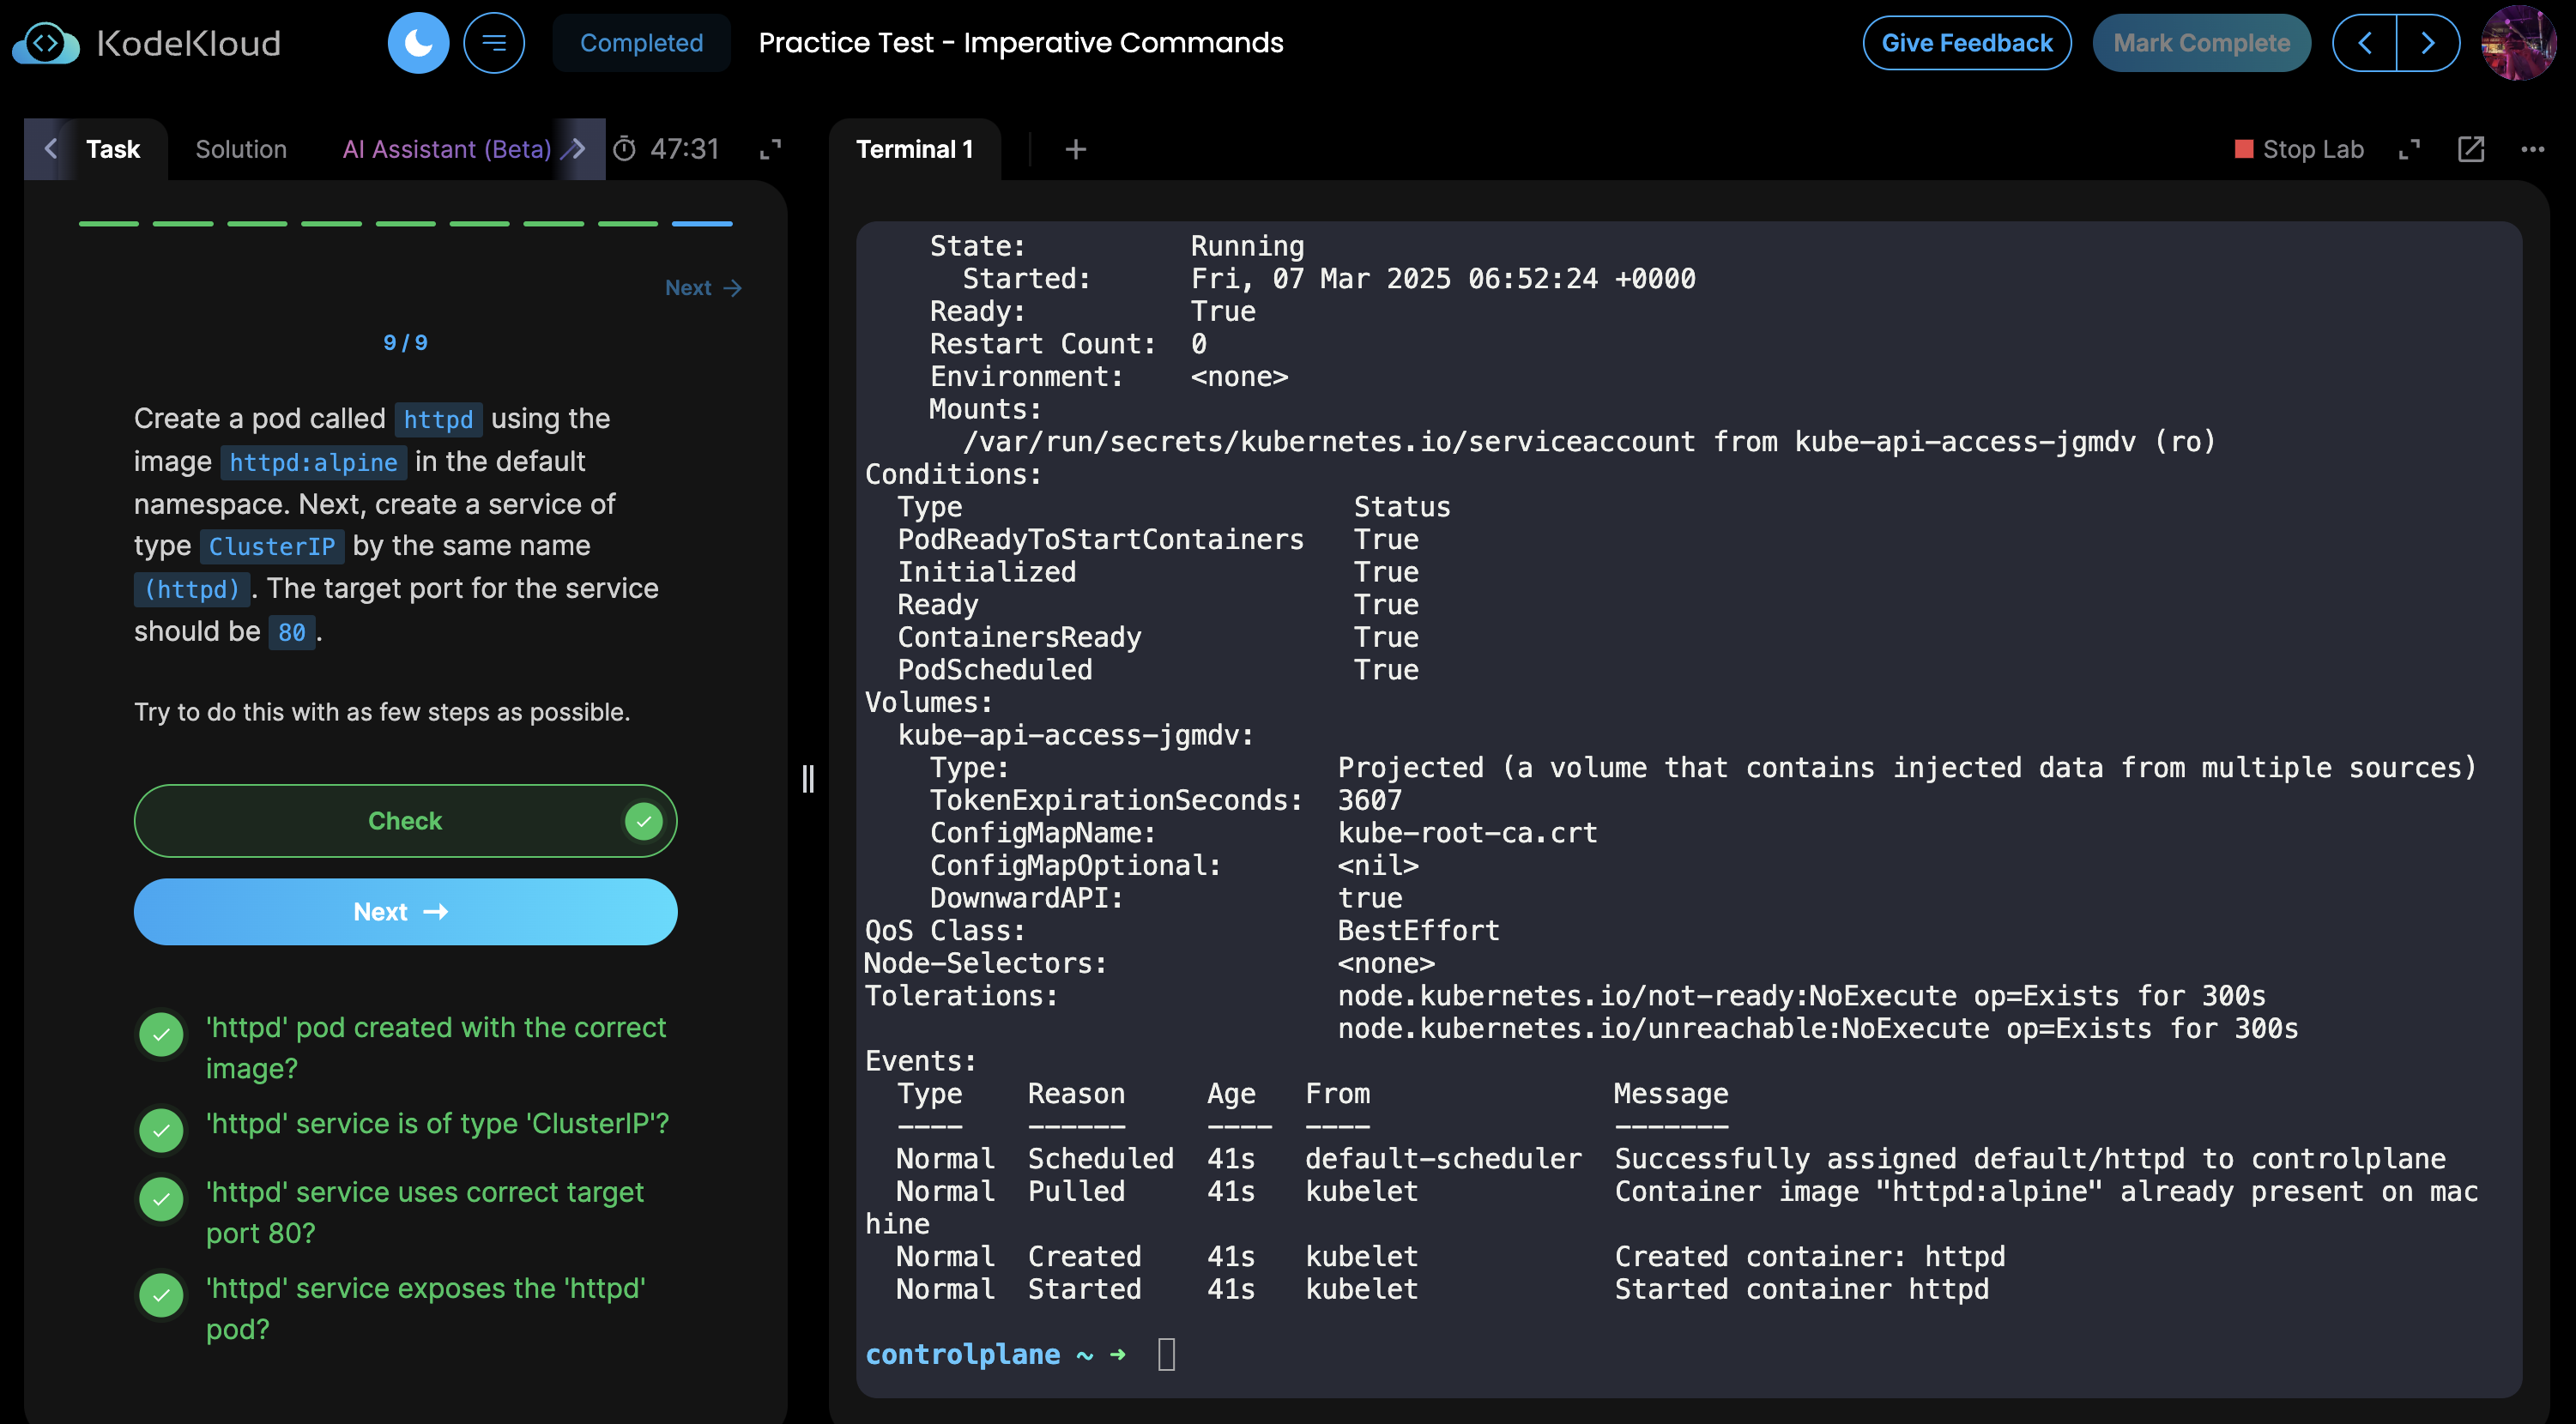 KodeKloud
Completed
Practice Test - Imperative Commands
Give Feedback
Mark Complete
Task
Solution
AI Assistant (Beta)
47:31
Next →
9 / 9
Create a pod called httpd using the
image httpd:alpine in the default
namespace. Next, create a service of
type ClusterIP by the same name
(httpd). The target port for the service
should be 80.
Try to do this with as few steps as possible.
Check
Next →
'httpd' pod created with the correct
image?
'httpd' service is of type 'ClusterIP'?
'httpd' service uses correct target
port 80?
'httpd' service exposes the 'httpd'
pod?
Terminal 1
+
Stop Lab
State: Running
Started: Fri, 07 Mar 2025 06:52:24 +0000
Ready: True
Restart Count: 0
Environment: <none>
Mounts:
/var/run/secrets/kubernetes.io/serviceaccount from kube-api-access-jgmdv (ro)
Conditions:
Type Status
PodReadyToStartContainers True
Initialized True
Ready True
ContainersReady True
PodScheduled True
Volumes:
kube-api-access-jgmdv:
Type: Projected (a volume that contains injected data from multiple sources)
TokenExpirationSeconds: 3607
ConfigMapName: kube-root-ca.crt
ConfigMapOptional: <nil>
DownwardAPI: true
QoS Class: BestEffort
Node-Selectors: <none>
Tolerations: node.kubernetes.io/not-ready:NoExecute op=Exists for 300s
node.kubernetes.io/unreachable:NoExecute op=Exists for 300s
Events:
Type Reason Age From Message
---- ------ ---- ---- -------
Normal Scheduled 41s default-scheduler Successfully assigned default/httpd to controlplane
Normal Pulled 41s kubelet Container image "httpd:alpine" already present on mac
hine
Normal Created 41s kubelet Created container: httpd
Normal Started 41s kubelet Started container httpd
controlplane ~ ➜